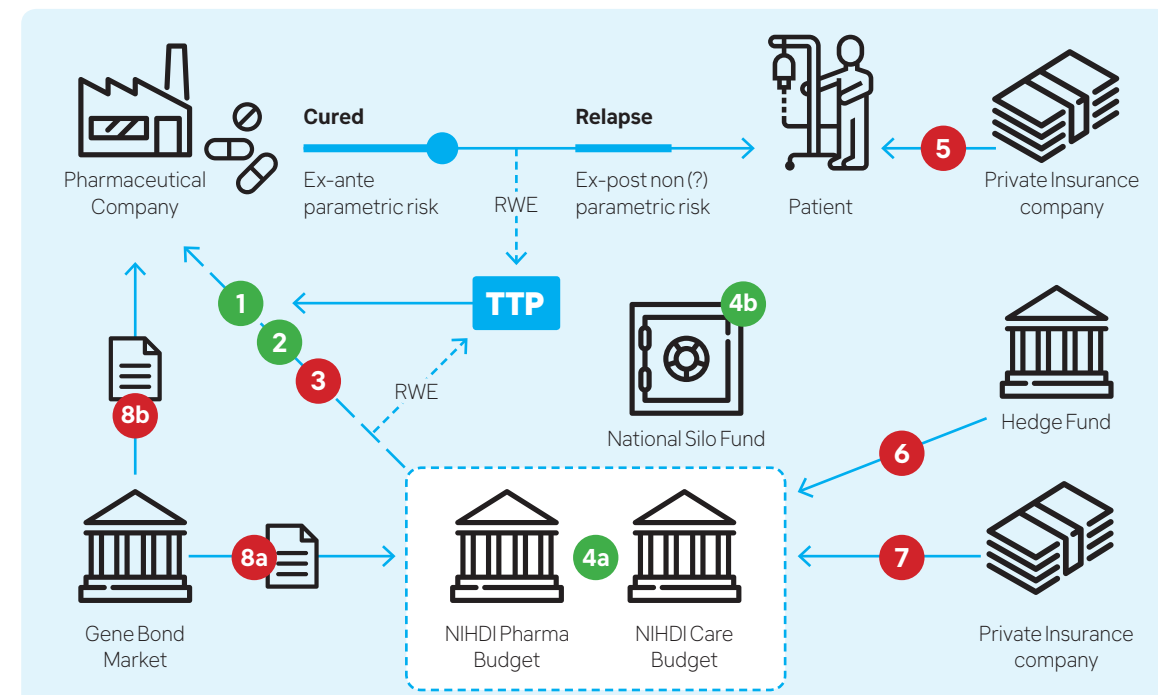 Cured
Relapse
Pharmaceutical
Company
Ex-ante
parametric risk
RWE
Ex-post non (?)
parametric risk
Patient
5
Private Insurance
company
1
2
3
TTP
RWE
4b
National Silo Fund
Hedge Fund
6
8b
8a
4a
7
Gene Bond
Market
NIHDI Pharma
Budget
NIHDI Care
Budget
Private Insurance
company